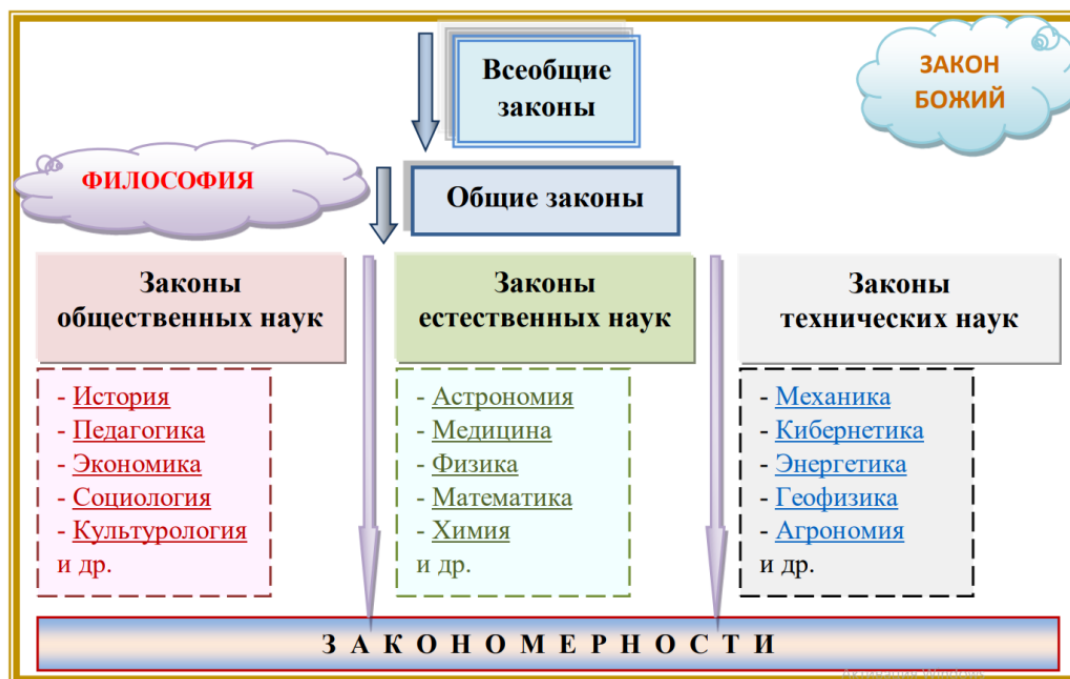 Всеобщие
законы
ЗАКОН
БОЖИЙ
ФИЛОСОФИЯ
Общие законы
Законы
общественных наук
- История
- Педагогика
- Экономика
- Социология
- Культурология
и др.
Законы
естественных наук
- Астрономия
- Медицина
- Физика
- Математика
- Химия
и др.
Законы
технических наук
- Механика
- Кибернетика
- Энергетика
- Геофизика
- Агрономия
и др.
З А К О Н О М Е Р Н О С Т И